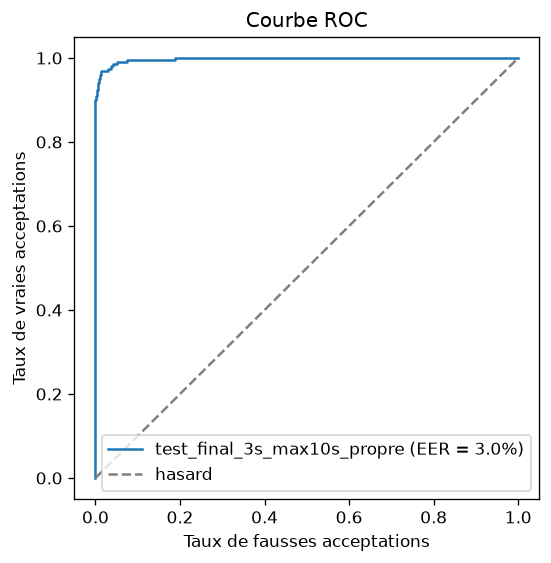 Courbe ROC
Taux de vraies acceptations
1.0
0.8
0.6
0.4
0.2
0.0
test_final_3s_max10s_propre (EER = 3.0%)
hasard
0.0 0.2 0.4 0.6 0.8 1.0
Taux de fausses acceptations